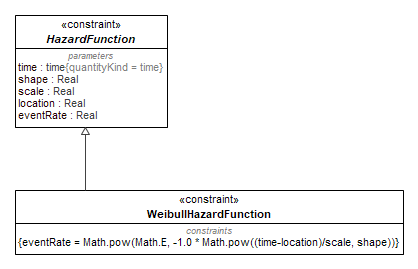 «constraint»
HazardFunction
parameters
time : time{quantityKind = time}
shape : Real
scale : Real
location : Real
eventRate : Real
«constraint»
WeibullHazardFunction
constraints
{eventRate = Math.pow(Math.E, -1.0 * Math.pow((time-location)/scale, shape))}